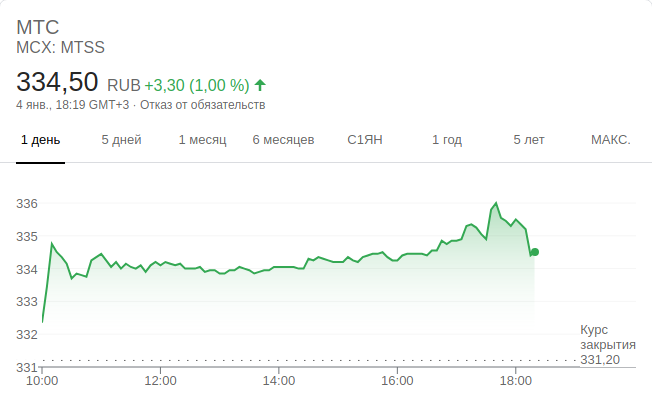 МТС
MCX: MTSS
334,50 RUB +3,30 (1,00 %)
4 янв., 18:19 GMT+3 · Отказ от обязательств
1 день 5 дней 1 месяц 6 месяцев С1ЯН 1 год 5 лет МАКС.
336
335
334
333
332
Курс
закрытия
331,20
331
10:00 12:00 14:00 16:00 18:00